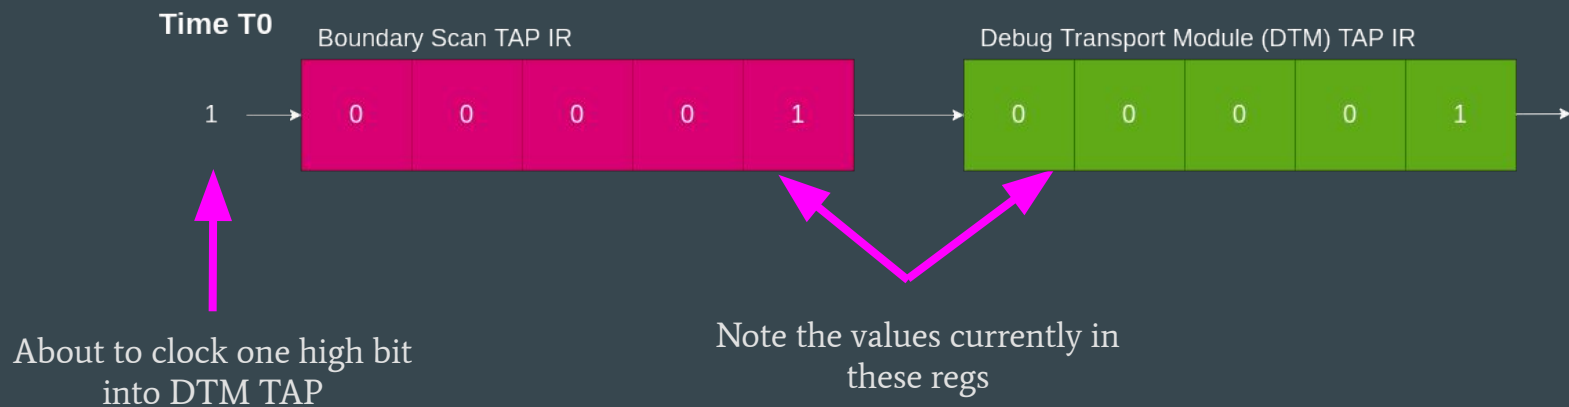 Time T0
Boundary Scan TAP IR
Debug Transport Module (DTM) TAP IR
1 0 0 0 0 1 0 0 0 0 1
About to clock one high bit
into DTM TAP
Note the values currently in
these regs